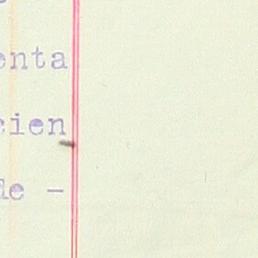 enta
cien
de -